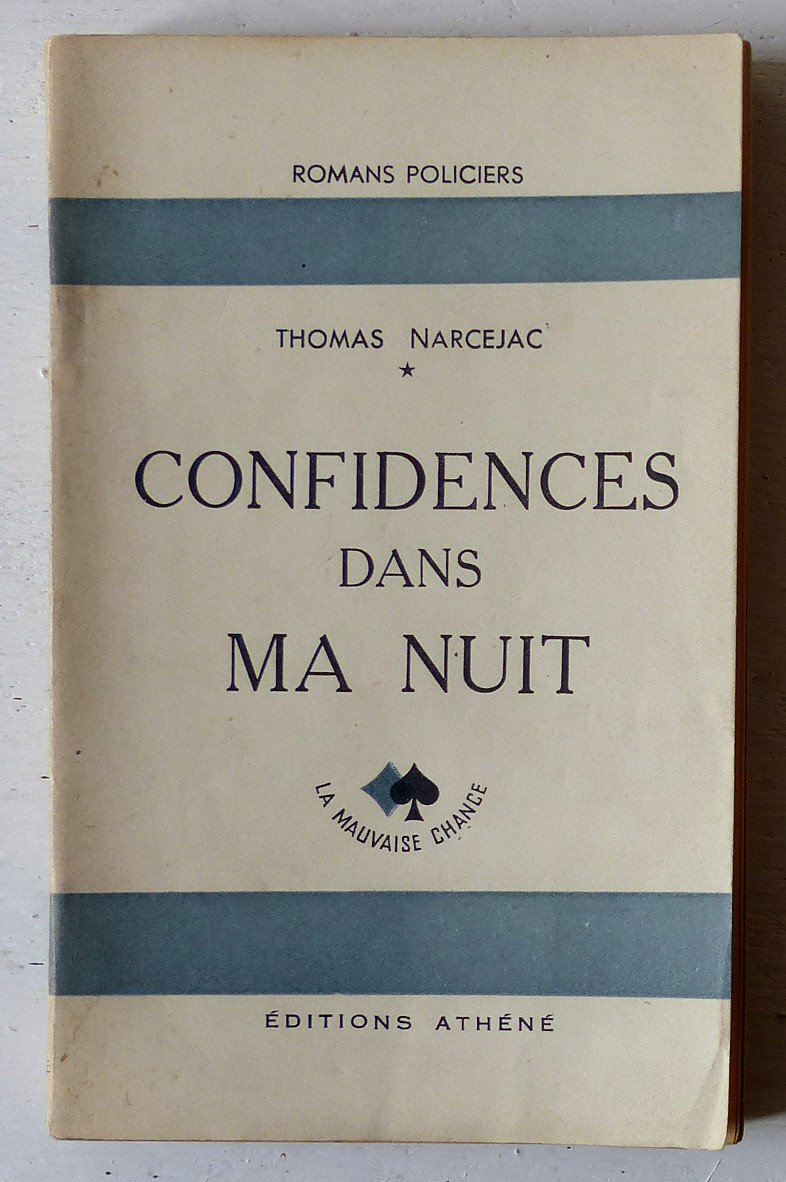 ROMANS POLICIERS
THOMAS NARCEJAC
CONFIDENCES
DANS
MA NUIT
LA MAUVAISE CHANCE
ÉDITIONS ATHÉNÉ